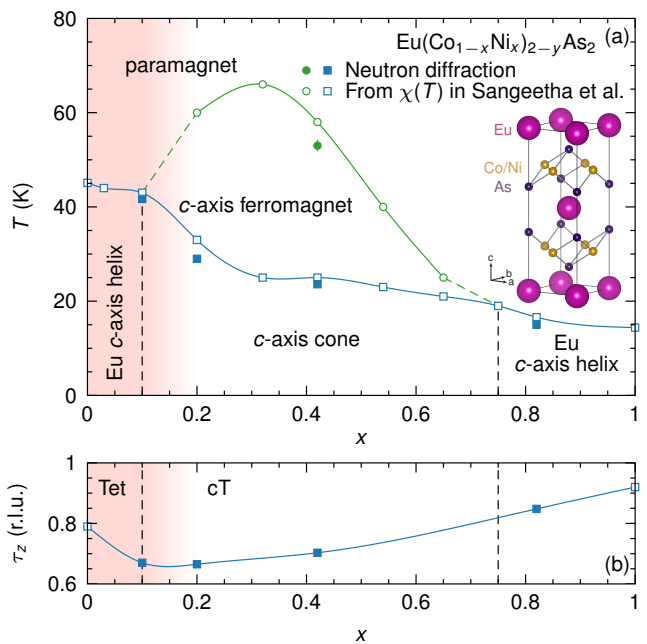 Eu(Co1−xNix)2−yAs2
(a)
paramagnet
Neutron diffraction
From χ(T) in Sangeetha et al.
Eu
Co/Ni
As
c
b
a
c-axis ferromagnet
Eu c-axis helix
c-axis cone
Eu
c-axis helix
T (K)
80
60
40
20
0
0 0.2 0.4 0.6 0.8 1
x
Tet
cT
(b)
τz (r.l.u.)
1
0.8
0.6
0 0.2 0.4 0.6 0.8 1
x